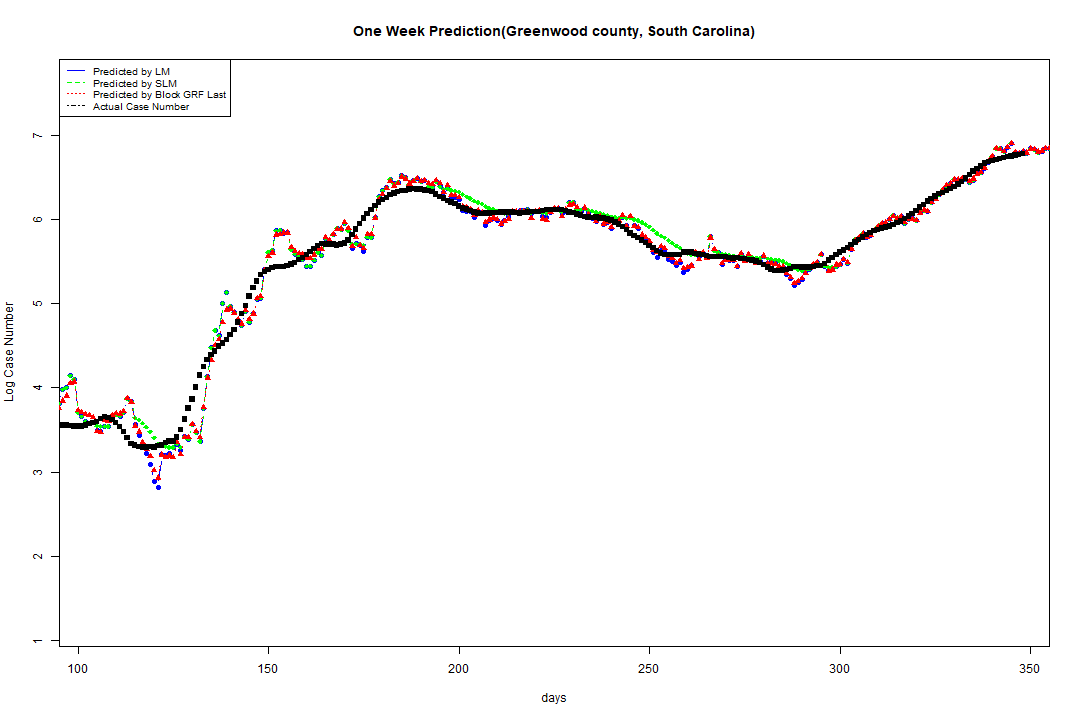 One Week Prediction(Greenwood county, South Carolina)
Predicted by LM
Predicted by SLM
Predicted by Block GRF Last
Actual Case Number
7
6
5
4
3
2
1
Log Case Number
100 150 200 250 300 350
days